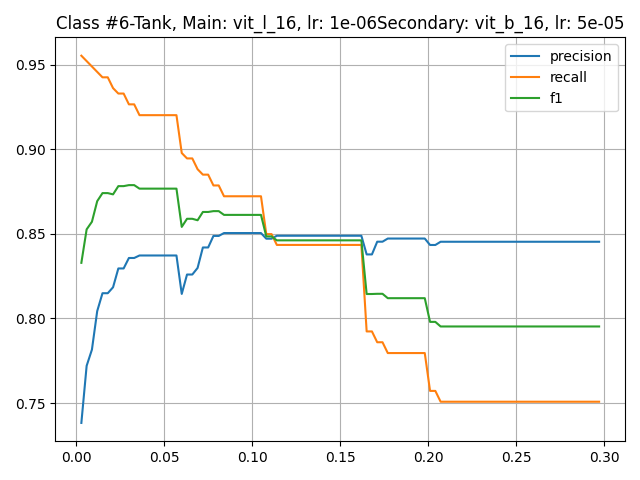 Class #6-Tank, Main: vit_l_16, lr: 1e-06Secondary: vit_b_16, lr: 5e-05
precision
recall
f1
0.95
0.90
0.85
0.80
0.75
0.00 0.05 0.10 0.15 0.20 0.25 0.30